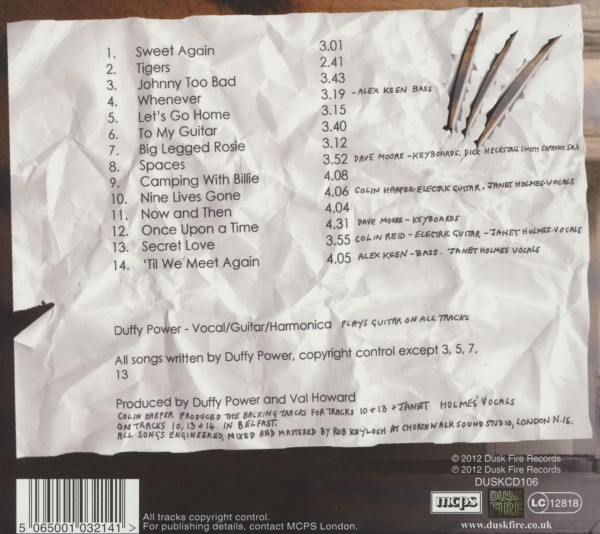 1. Sweet Again 3.01
2. Tigers 2.41
3. Johnny Too Bad 3.43
4. Whenever 3.19 - ALEX KEEN BASS
5. Let's Go Home 3.15
6. To My Guitar 3.40
7. Big Legged Rosie 3.12
8. Spaces 3.52 DAVE MOORE - KEYBOARDS. DICK HECKSTALL SMITH SOPRANO SAX
9. Camping With Billie 4.08
10. Nine Lives Gone 4.06 COLIN HARPER - ELECTRIC GUITAR. JANET HOLMES - VOCALS
11. Now and Then 4.04
12. Once Upon a Time 4.31 DAVE MOORE - KEYBOARDS
13. Secret Love 3.55 COLIN REID - ELECTRIC GUITAR - JANET HOLMES - VOCALS
14. 'Til We Meet Again 4.05 ALEX KEEN - BASS. JANET HOLMES VOCALS
Duffy Power - Vocal/Guitar/Harmonica PLAYS GUITAR ON ALL TRACKS
All songs written by Duffy Power, copyright control except 3, 5, 7,
13
Produced by Duffy Power and Val Howard
COLIN HARPER PRODUCED THE BACKING TRACKS FOR TRACKS 10 + 13 + JANET HOLMES' VOCALS
ON TRACKS 10, 13 + 14 IN BELFAST.
ALL SONGS ENGINEERED, MIXED AND MASTERED BY ROB KEYLOCH AT CHURCH WALK SOUND STUDIO, LONDON N.16.
© 2012 Dusk Fire Records
℗ 2012 Dusk Fire Records
DUSKCD106
mcps DUSK FIRE LC 12818
www.duskfire.co.uk
5 065001 032141 >
All tracks copyright control.
For publishing details, contact MCPS London.